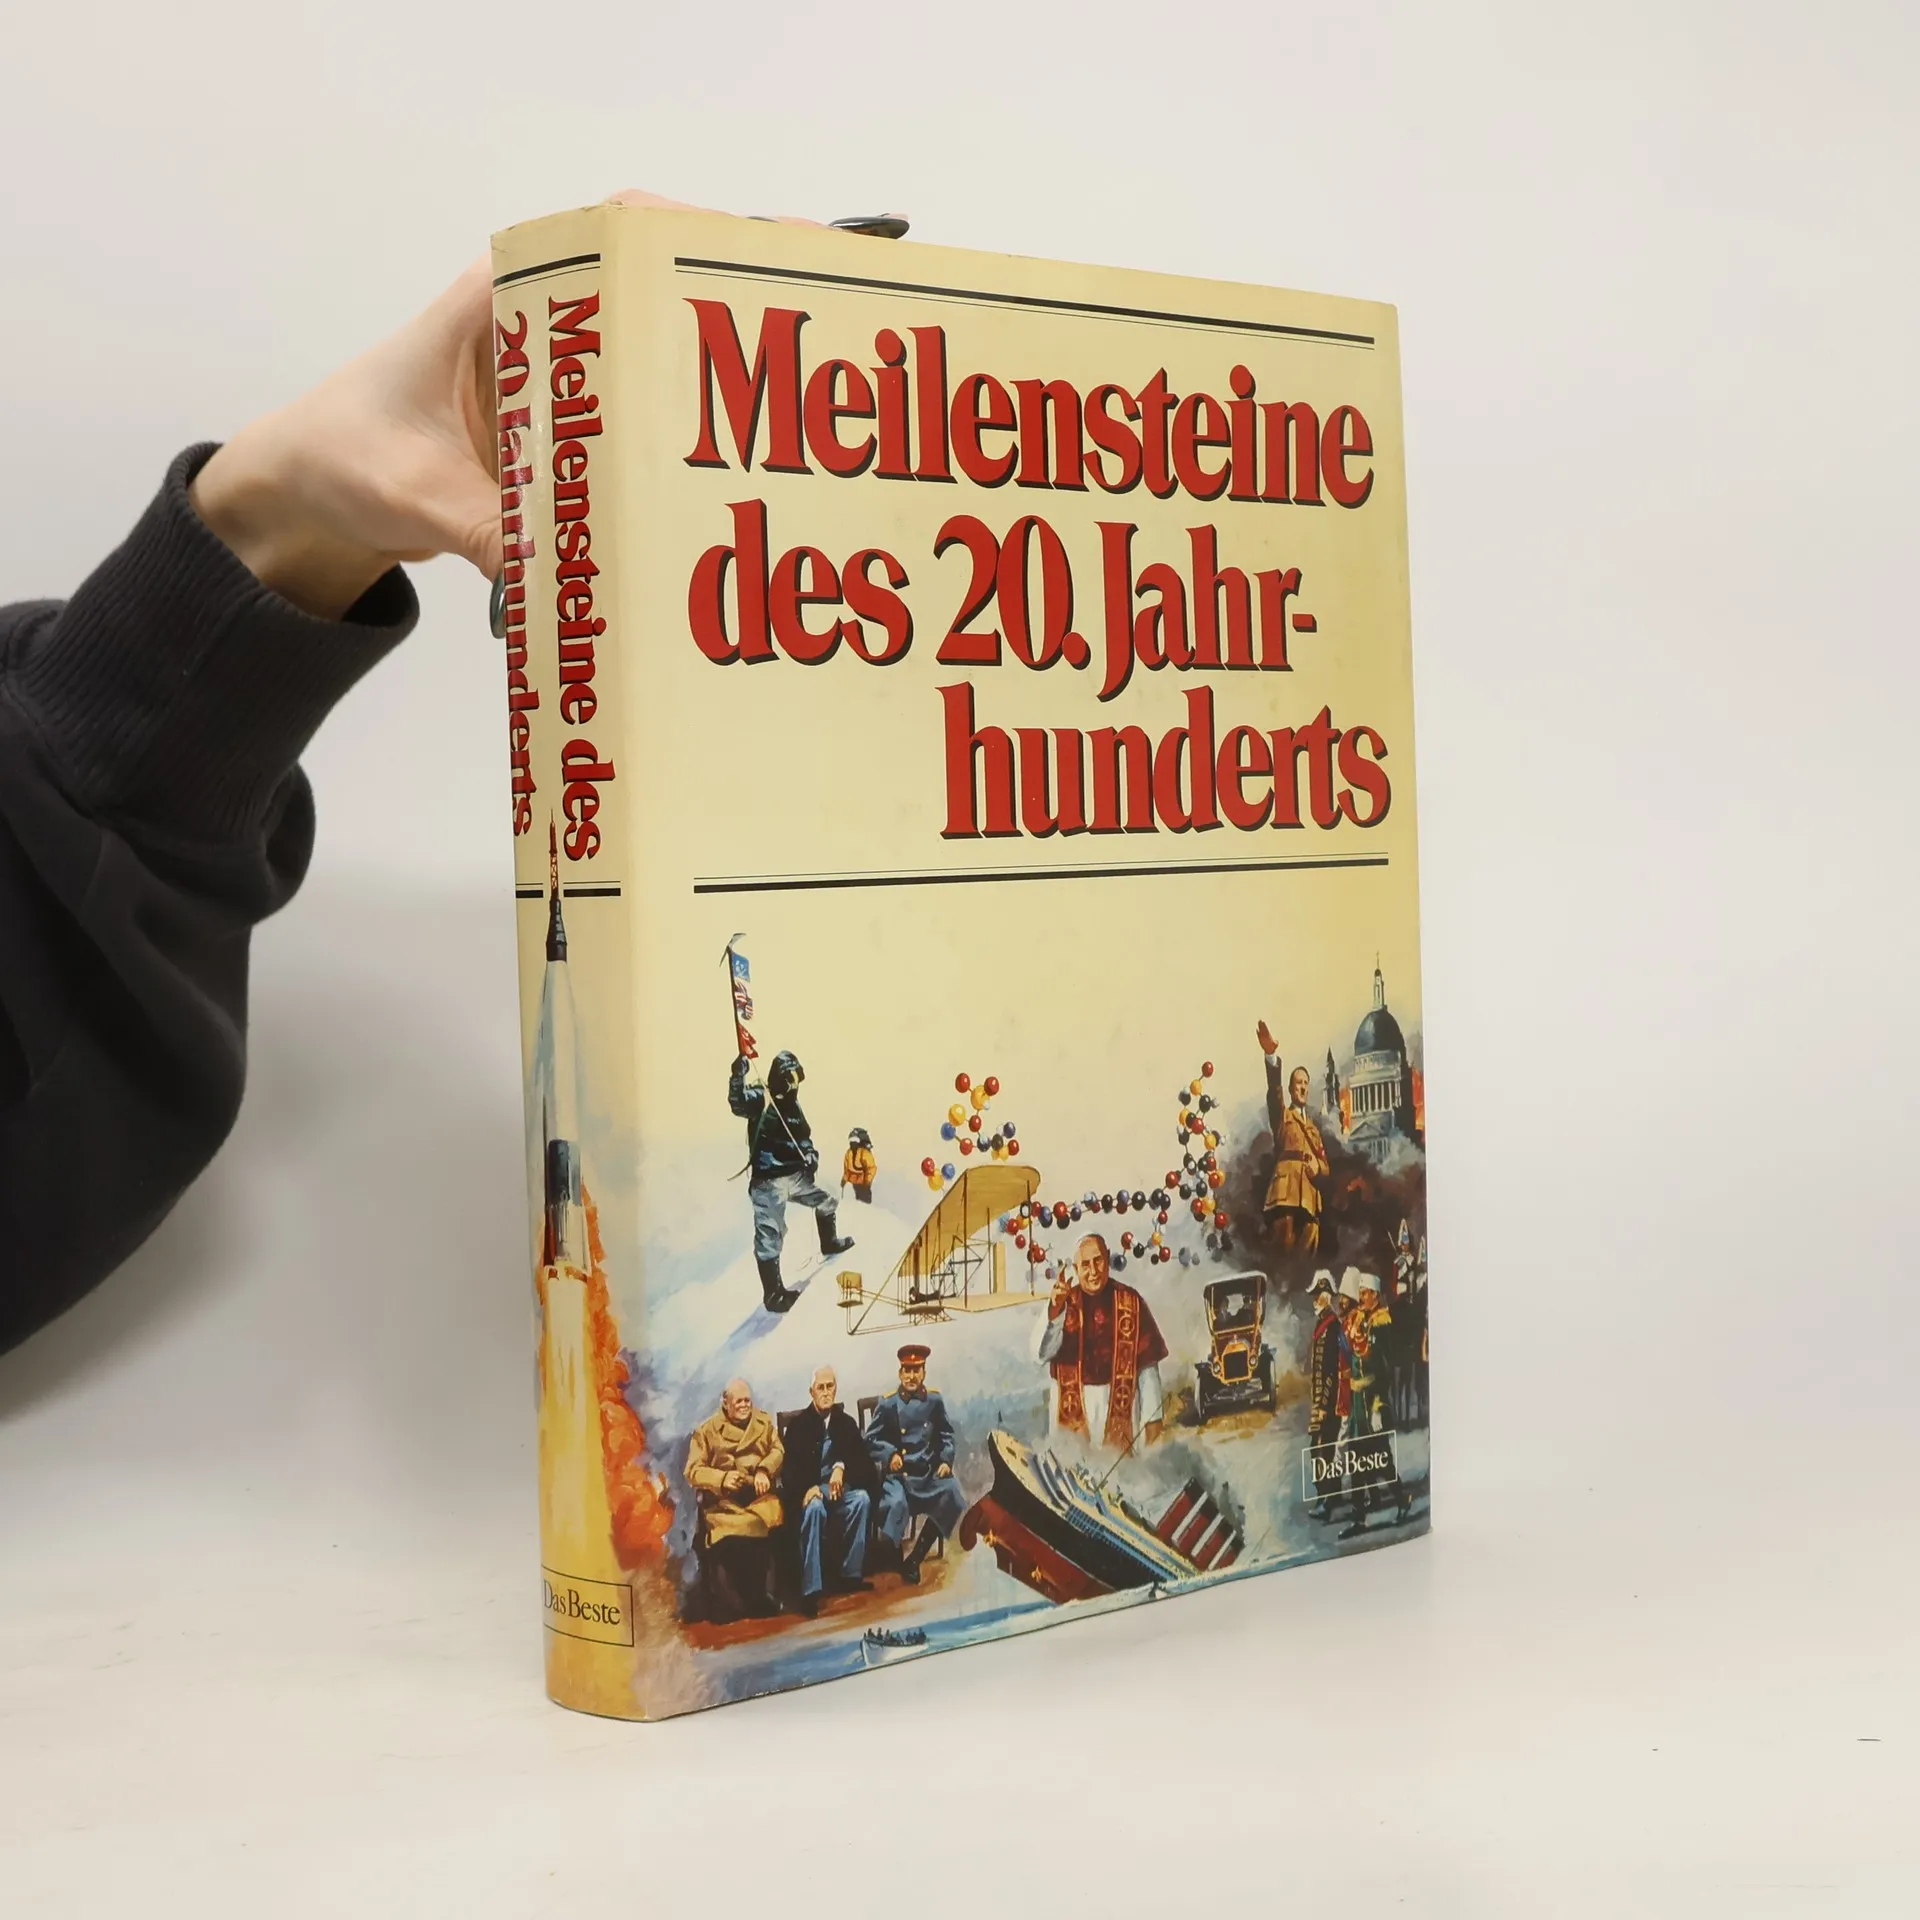 Meilensteine des
20. Jahrhunderts
Das Beste
Meilensteine
des 20. Jahr-
hunderts
Das Beste